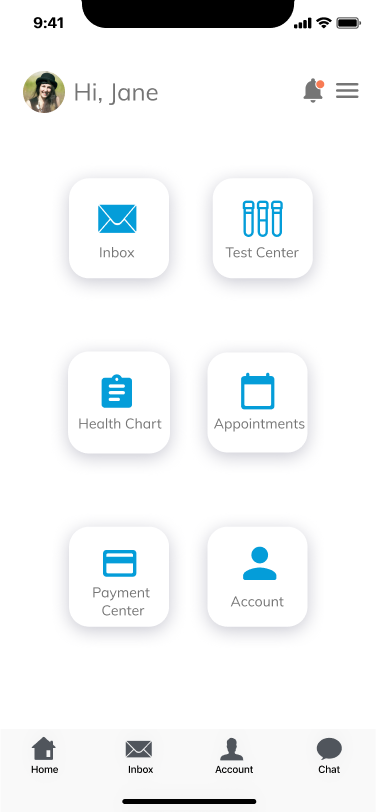 9:41
Hi, Jane
Inbox
Test Center
Health Chart
Appointments
Payment
Center
Account
Home
Inbox
Account
Chat